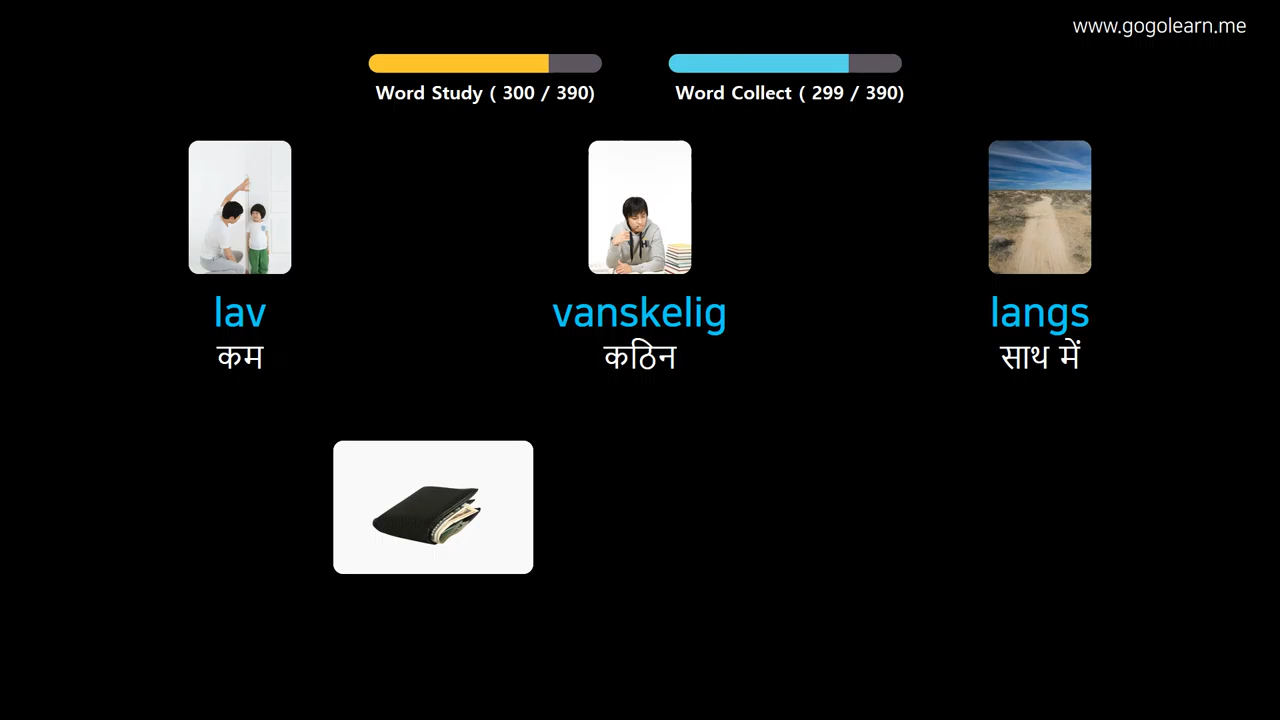 www.gogolearn.me
Word Study ( 300 / 390)
Word Collect ( 299 / 390)
lav
कम
vanskelig
कठिन
langs
साथ में